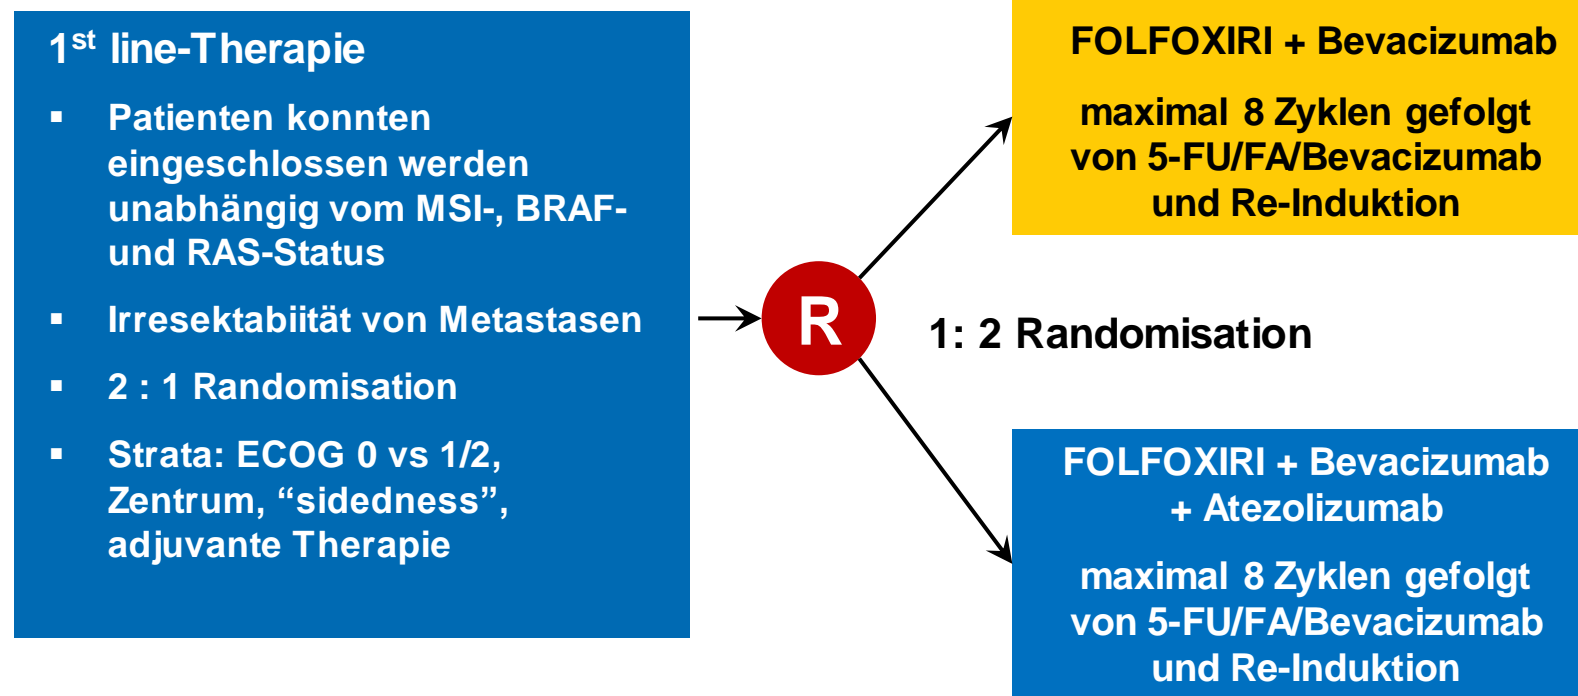 1st line-Therapie
▪ Patienten konnten
eingeschlossen werden
unabhängig vom MSI-, BRAF-
und RAS-Status
▪ Irresektabiität von Metastasen
▪ 2 : 1 Randomisation
▪ Strata: ECOG 0 vs 1/2,
Zentrum, “sidedness”,
adjuvante Therapie
R
FOLFOXIRI + Bevacizumab
maximal 8 Zyklen gefolgt
von 5-FU/FA/Bevacizumab
und Re-Induktion
1: 2 Randomisation
FOLFOXIRI + Bevacizumab
+ Atezolizumab
maximal 8 Zyklen gefolgt
von 5-FU/FA/Bevacizumab
und Re-Induktion